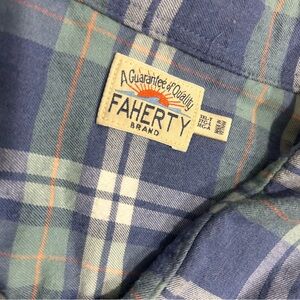 A Guarantee of Quality
FAHERTY
BRAND